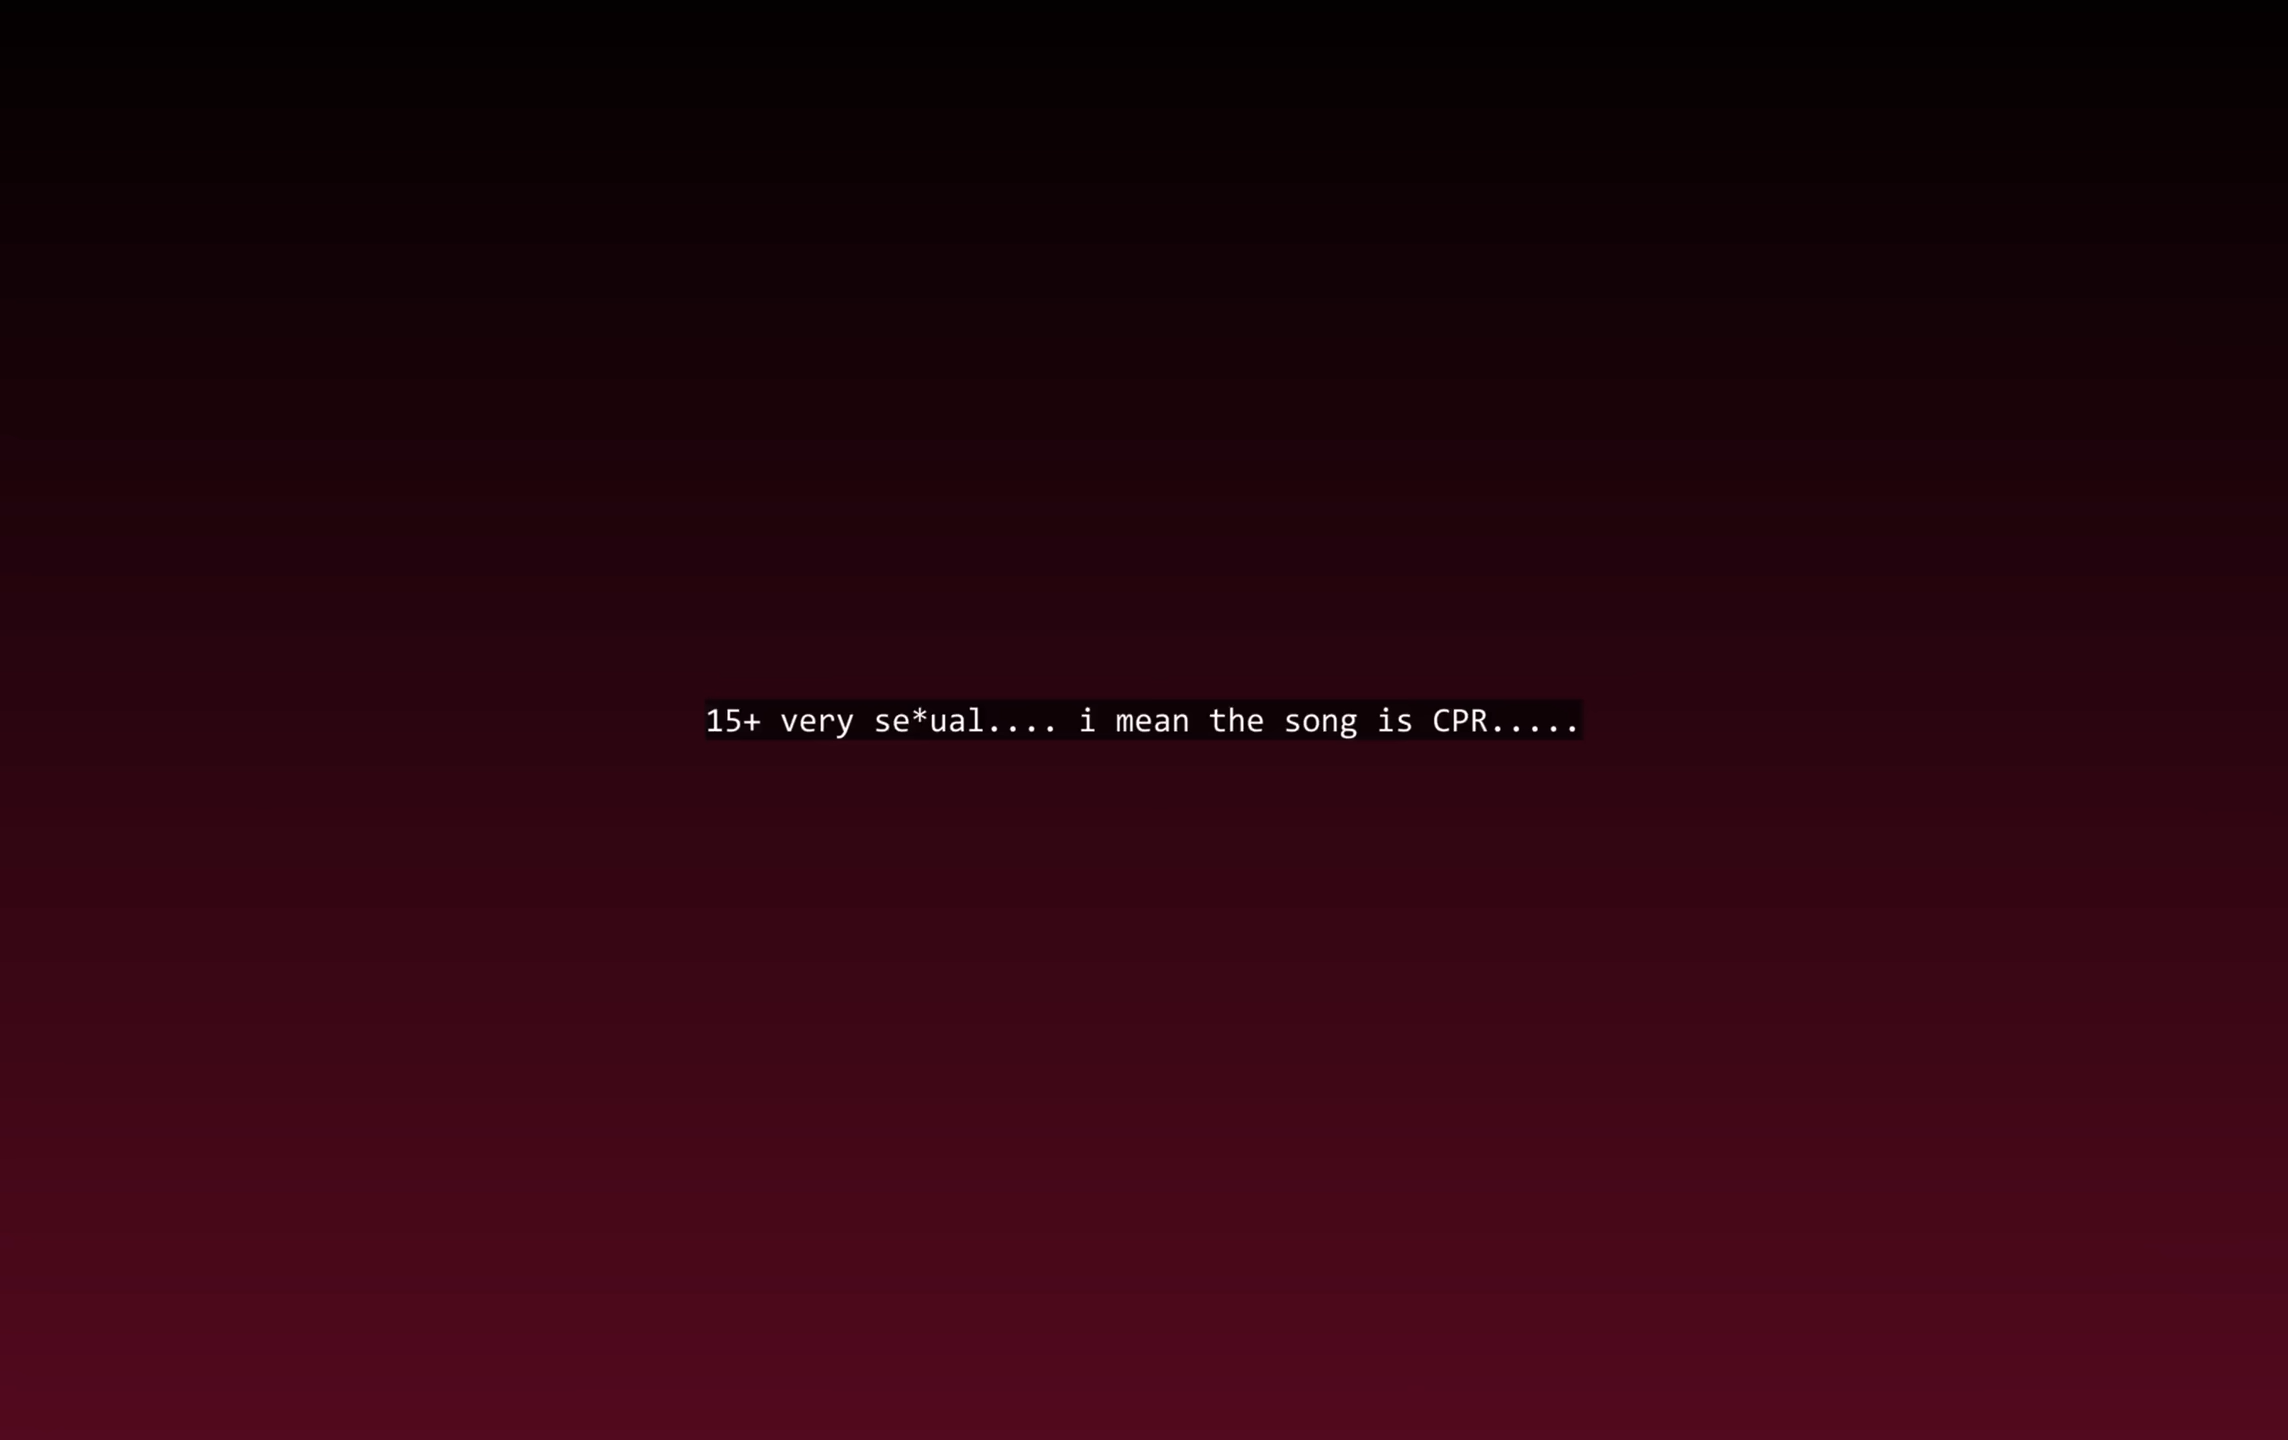 15+ very se*ual.... i mean the song is CPR.....